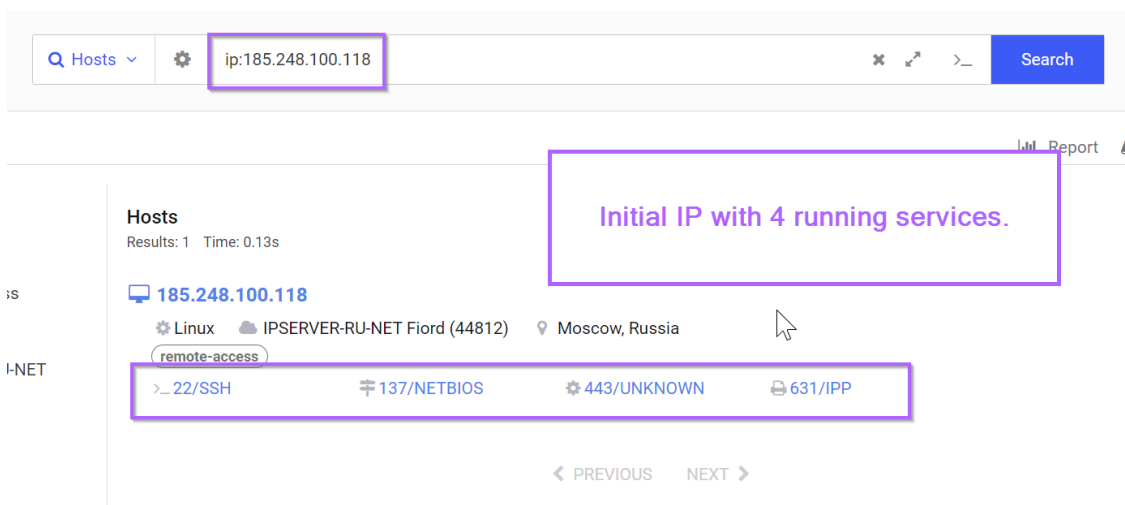 Hosts
ip:185.248.100.118
>_
Search
Report
Initial IP with 4 running services.
Hosts
Results: 1 Time: 0.13s
185.248.100.118
Linux IPSERVER-RU-NET Fiord (44812) Moscow, Russia
remote-access
>_ 22/SSH 137/NETBIOS 443/UNKNOWN 631/IPP
PREVIOUS NEXT